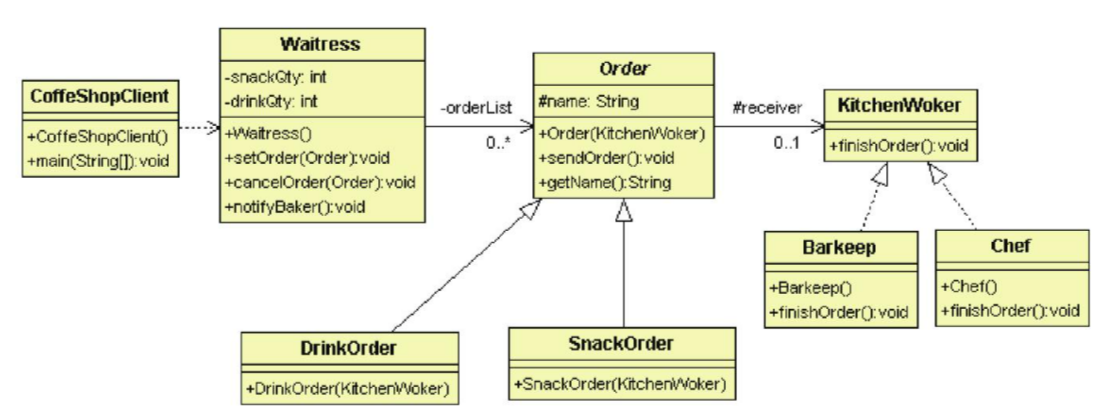 CoffeShopClient
+CoffeShopClient()
+main(String[]):void
Waitress
-snackQty: int
-drinkQty: int
+Waitress()
+setOrder(Order):void
+cancelOrder(Order):void
+notifyBaker():void
-orderList
0..*
Order
#name: String
+Order(KitchenWoker)
+sendOrder():void
+getName():String
#receiver
0..1
KitchenWoker
+finishOrder():void
Barkeep
+Barkeep()
+finishOrder():void
Chef
+Chef()
+finishOrder():void
DrinkOrder
+DrinkOrder(KitchenWoker)
SnackOrder
+SnackOrder(KitchenWoker)